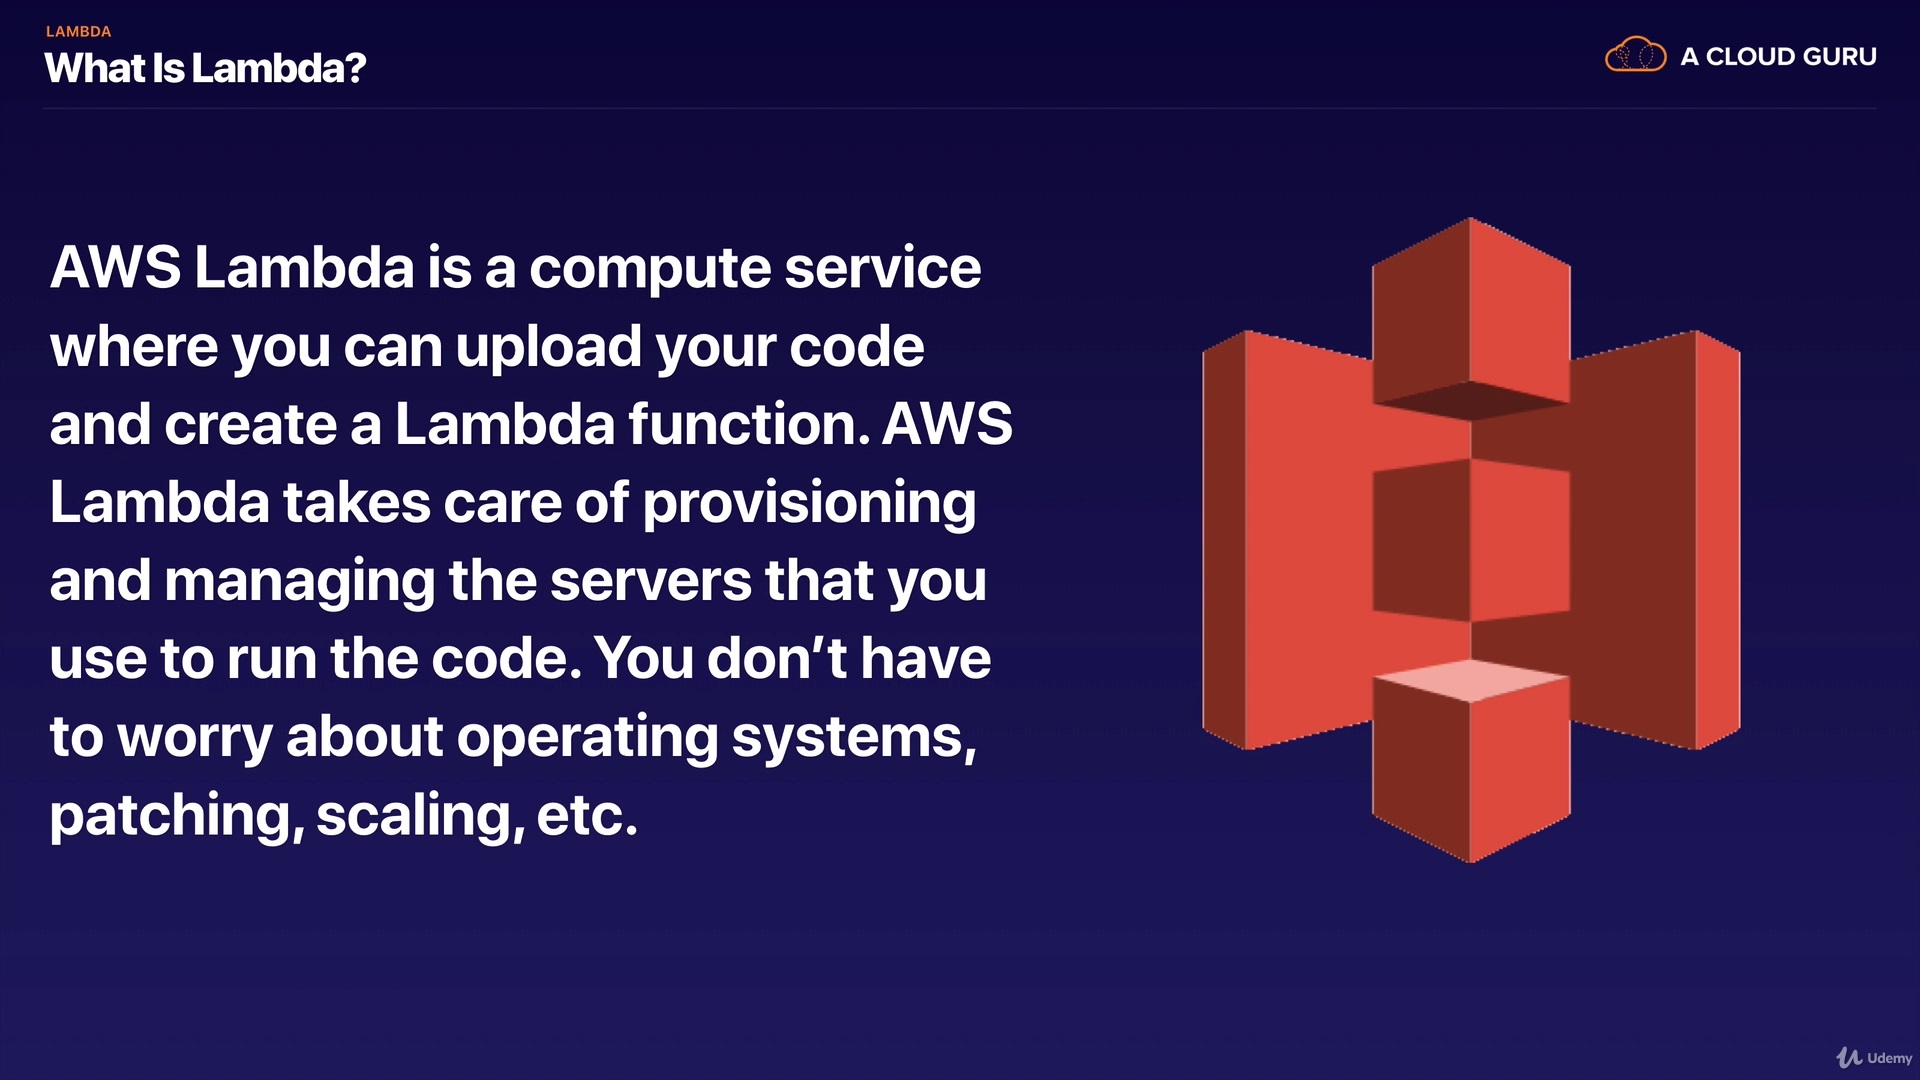 LAMBDA
What Is Lambda?
A CLOUD GURU
AWS Lambda is a compute service
where you can upload your code
and create a Lambda function. AWS
Lambda takes care of provisioning
and managing the servers that you
use to run the code. You don’t have
to worry about operating systems,
patching, scaling, etc.
Udemy